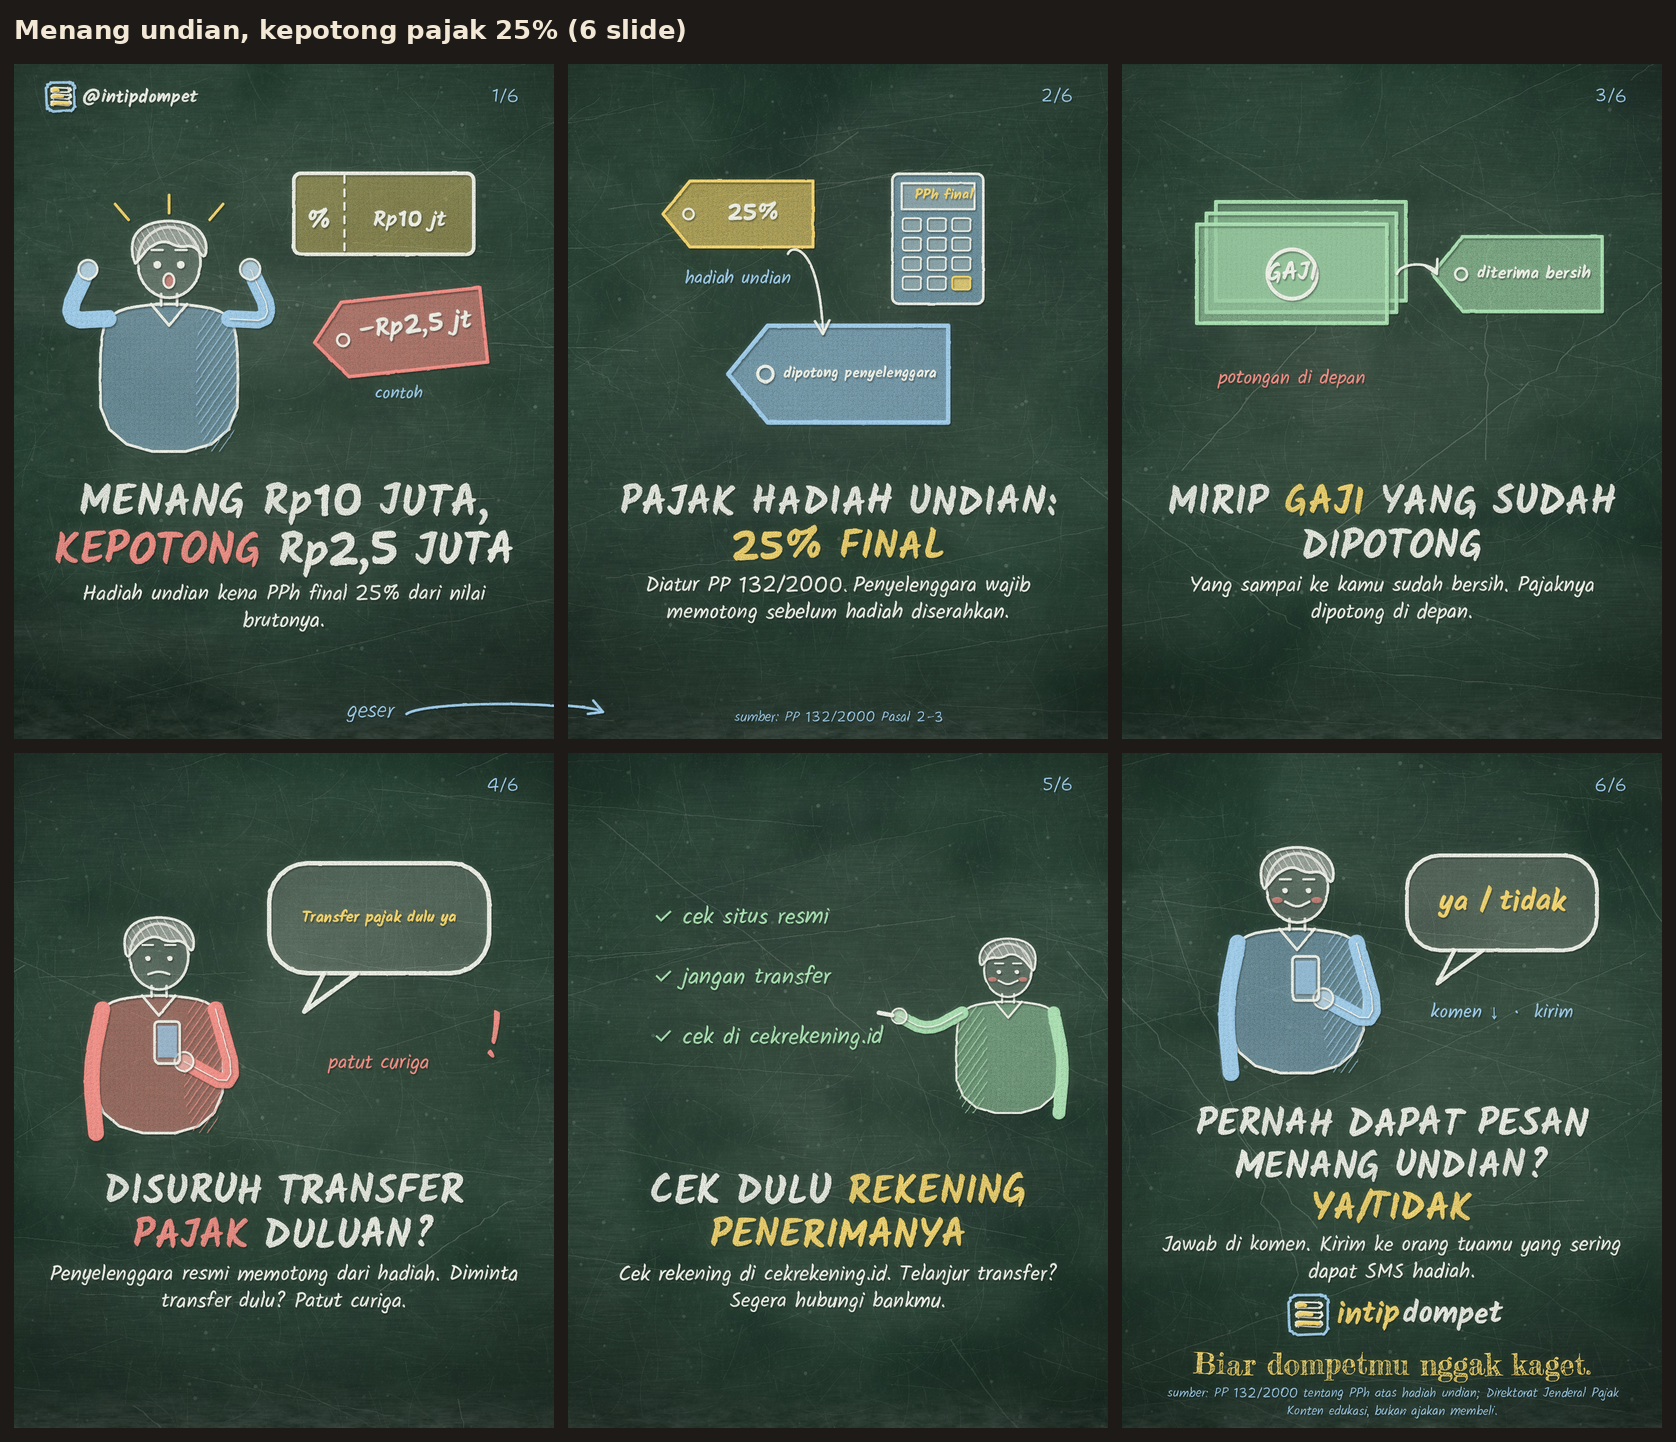 Menang undian, kepotong pajak 25% (6 slide)
@intipdompet
1/6
% Rp10 jt
-Rp2,5 jt
contoh
MENANG Rp10 JUTA,
KEPOTONG Rp2,5 JUTA
Hadiah undian kena PPh final 25% dari nilai
brutonya.
geser
2/6
25%
PPh final
hadiah undian
dipotong penyelenggara
PAJAK HADIAH UNDIAN:
25% FINAL
Diatur PP 132/2000. Penyelenggara wajib
memotong sebelum hadiah diserahkan.
sumber: PP 132/2000 Pasal 2-3
3/6
GAJI
diterima bersih
potongan di depan
MIRIP GAJI YANG SUDAH
DIPOTONG
Yang sampai ke kamu sudah bersih. Pajaknya
dipotong di depan.
4/6
Transfer pajak dulu ya
!
patut curiga
DISURUH TRANSFER
PAJAK DULUAN?
Penyelenggara resmi memotong dari hadiah. Diminta
transfer dulu? Patut curiga.
5/6
✓ cek situs resmi
✓ jangan transfer
✓ cek di cekrekening.id
CEK DULU REKENING
PENERIMANYA
Cek rekening di cekrekening.id. Telanjur transfer?
Segera hubungi bankmu.
6/6
ya / tidak
komen ↓ · kirim
PERNAH DAPAT PESAN
MENANG UNDIAN?
YA/TIDAK
Jawab di komen. Kirim ke orang tuamu yang sering
dapat SMS hadiah.
intipdompet
Biar dompetmu nggak kaget.
sumber: PP 132/2000 tentang PPh atas hadiah undian; Direktorat Jenderal Pajak
Konten edukasi, bukan ajakan membeli.